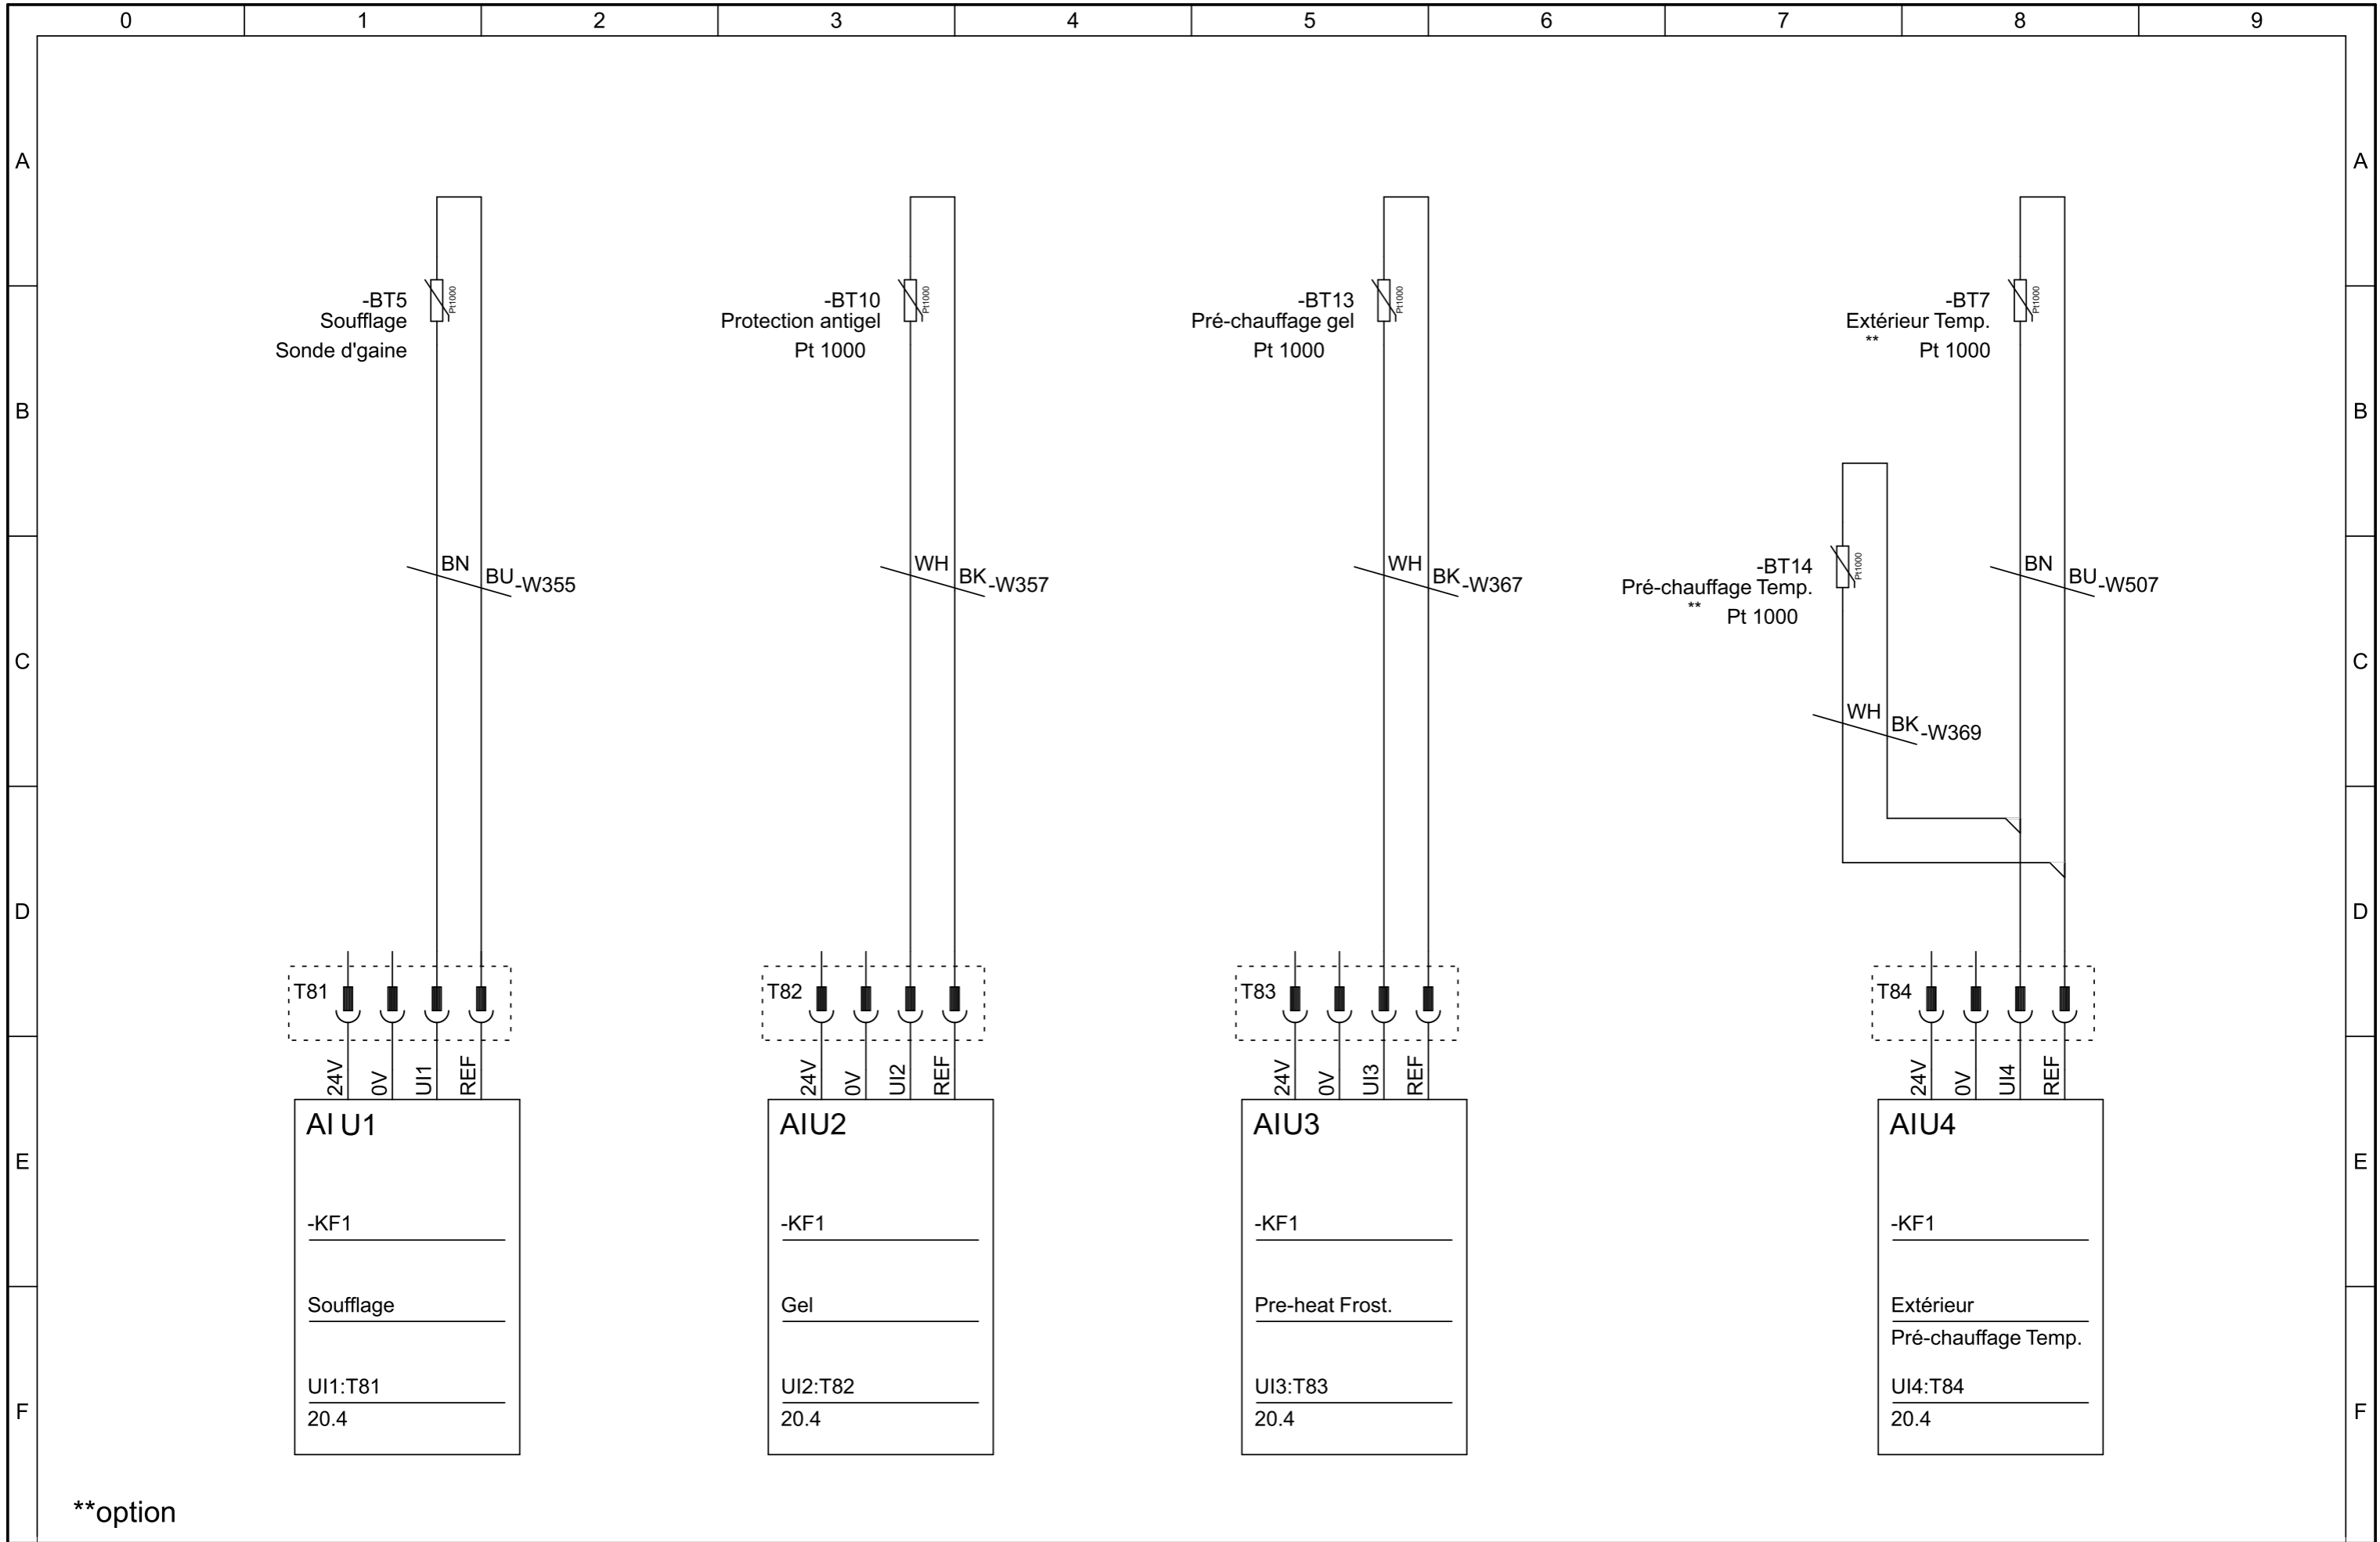 0 1 2 3 4 5 6 7 8 9
A A
-BT5
Soufflage
Sonde d'gaine
Pt1000
-BT10
Protection antigel
Pt 1000
Pt1000
-BT13
Pré-chauffage gel
Pt 1000
Pt1000
-BT7
Extérieur Temp.
** Pt 1000
Pt1000
B B
BN BU -W355
WH BK -W357
WH BK -W367
-BT14
Pré-chauffage Temp.
** Pt 1000
Pt1000
BN BU -W507
C C
WH BK -W369
D D
T81
T82
T83
T84
24V 0V UI1 REF
24V 0V UI2 REF
24V 0V UI3 REF
24V 0V UI4 REF
E E
AI U1
-KF1
Soufflage
UI1:T81
20.4
AIU2
-KF1
Gel
UI2:T82
20.4
AIU3
-KF1
Pre-heat Frost.
UI3:T83
20.4
AIU4
-KF1
Extérieur
Pré-chauffage Temp.
UI4:T84
20.4
F F
**option